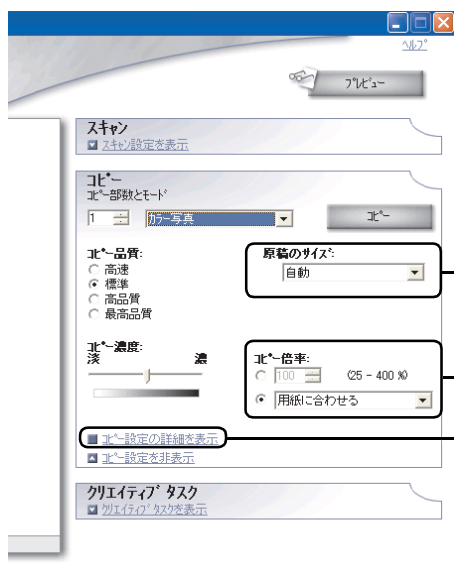 ヘルプ
プレビュー
スキャン
スキャン設定を表示
コピー
コピー部数とモード
1 カラー写真 コピー
コピー品質:
高速
標準
高品質
最高品質
原稿のサイズ:
自動
コピー濃度:
淡 濃
コピー倍率:
100 (25 - 400 %)
用紙に合わせる
コピー設定の詳細を表示
コピー設定を非表示
クリエイティブ タスク
クリエイティブ タスクを表示